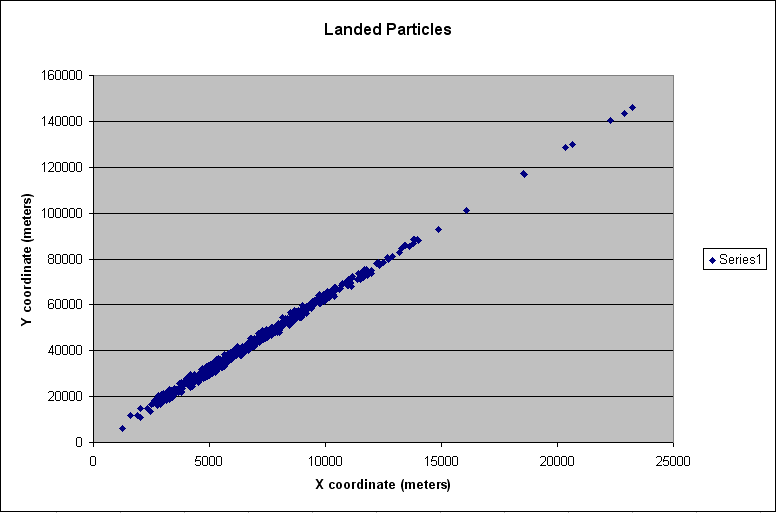 Landed Particles
160000
140000
120000
100000
80000
60000
40000
20000
0
Y coordinate (meters)
0 5000 10000 15000 20000 25000
X coordinate (meters)
Series1